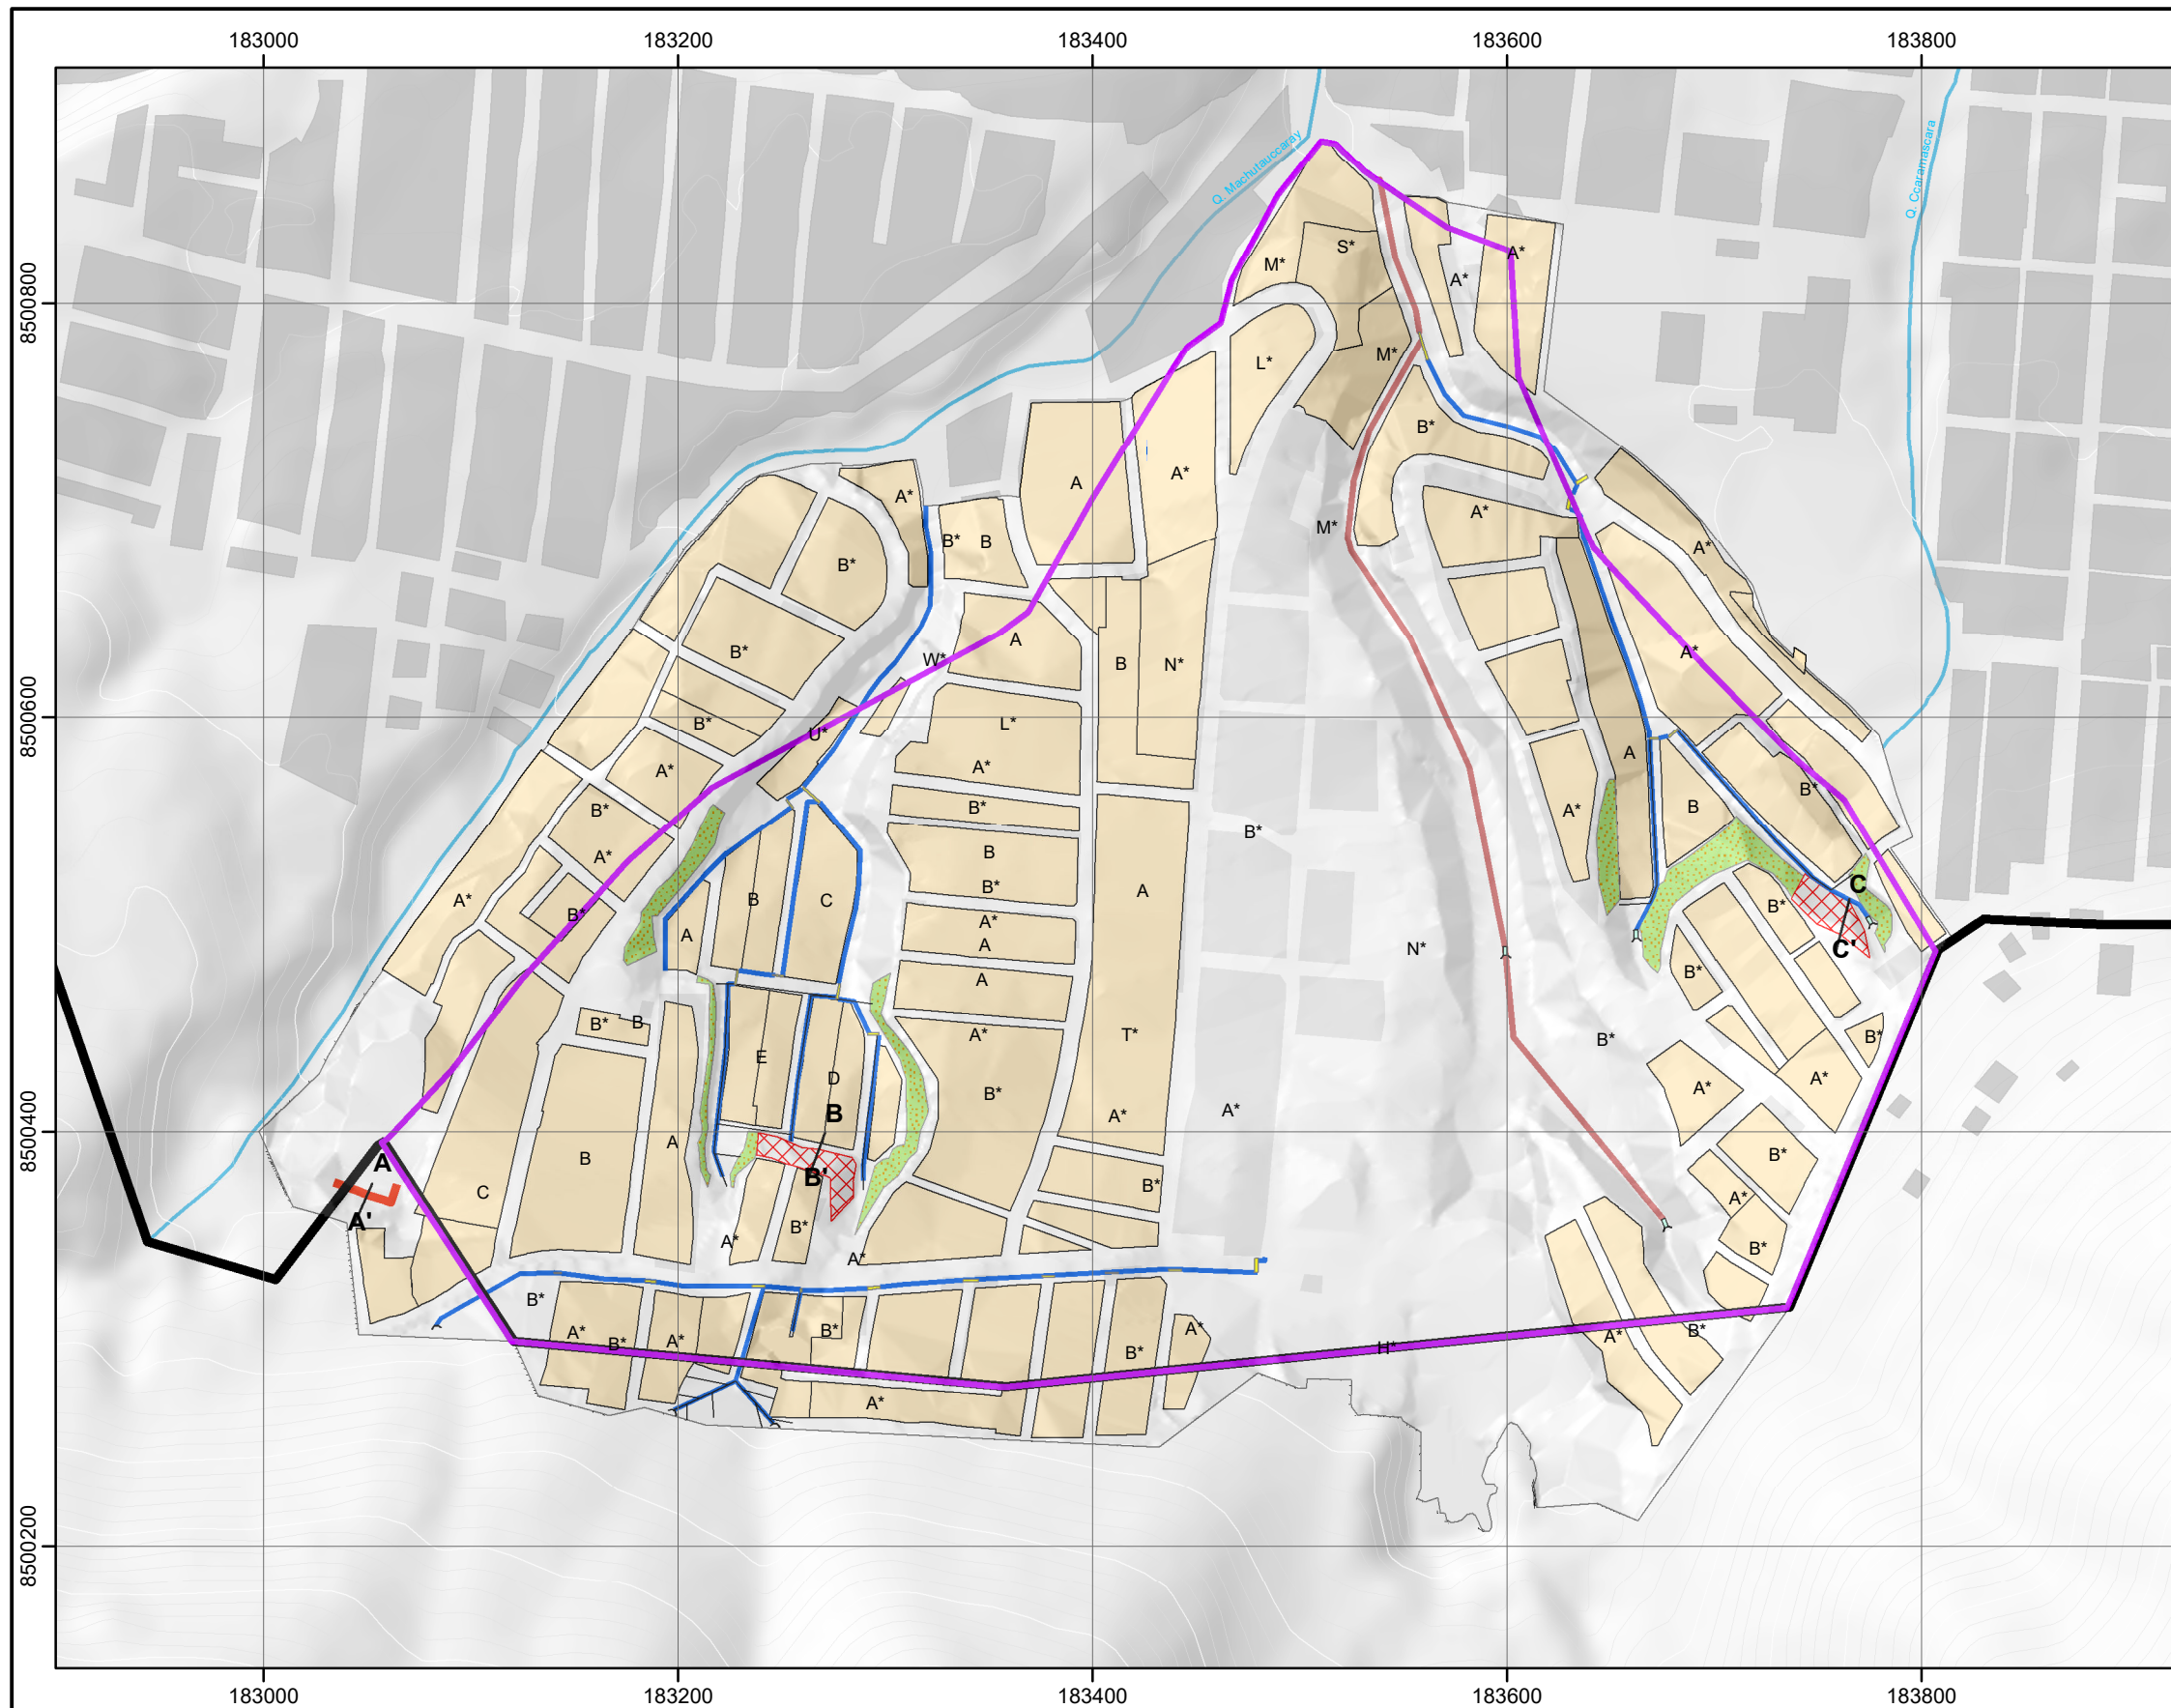 183000 183200 183400 183600 183800
Q. Machutauccaray
Q. Ccaramascara
8500800
8500600
8500400
8500200
S*
M*
A*
A*
M*
L*
B*
A*
A
A*
A*
M*
B*
B
A*
B*
A
B
N*
W*
B*
A*
L*
B*
U*
A
A*
A*
B*
B*
B
A*
B*
B*
A*
B
B*
A
B*
A*
B
C
B*
C
A*
B*
A
A
N*
C'
A
B*
B*
B
T*
A*
B*
B*
E
D
B*
A*
A*
A*
B
A*
A
B
B*
A
B'
B*
C
A*
A'
B*
A*
A*
B*
B*
A*
B*
A*
B*
A*
B*
A*
B*
H*
A*
183000 183200 183400 183600 183800